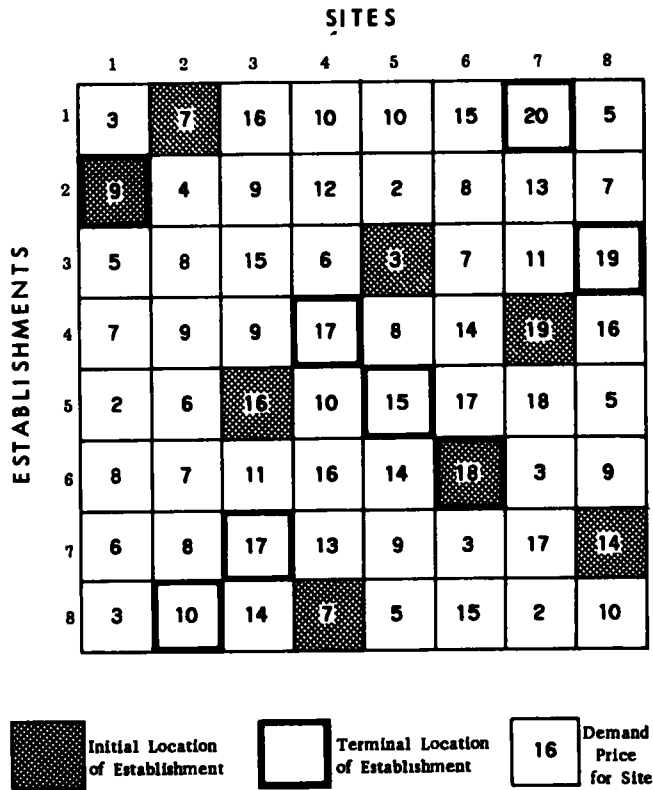 SITES
1 2 3 4 5 6 7 8
ESTABLISHMENTS
1 3 7 16 10 10 15 20 5
2 9 4 9 12 2 8 13 7
3 5 8 15 6 3 7 11 19
4 7 9 9 17 8 14 19 16
5 2 6 16 10 15 17 18 5
6 8 7 11 16 14 18 3 9
7 6 8 17 13 9 3 17 14
8 3 10 14 7 5 15 2 10
Initial Location
of Establishment
Terminal Location
of Establishment
16
Demand
Price
for Site